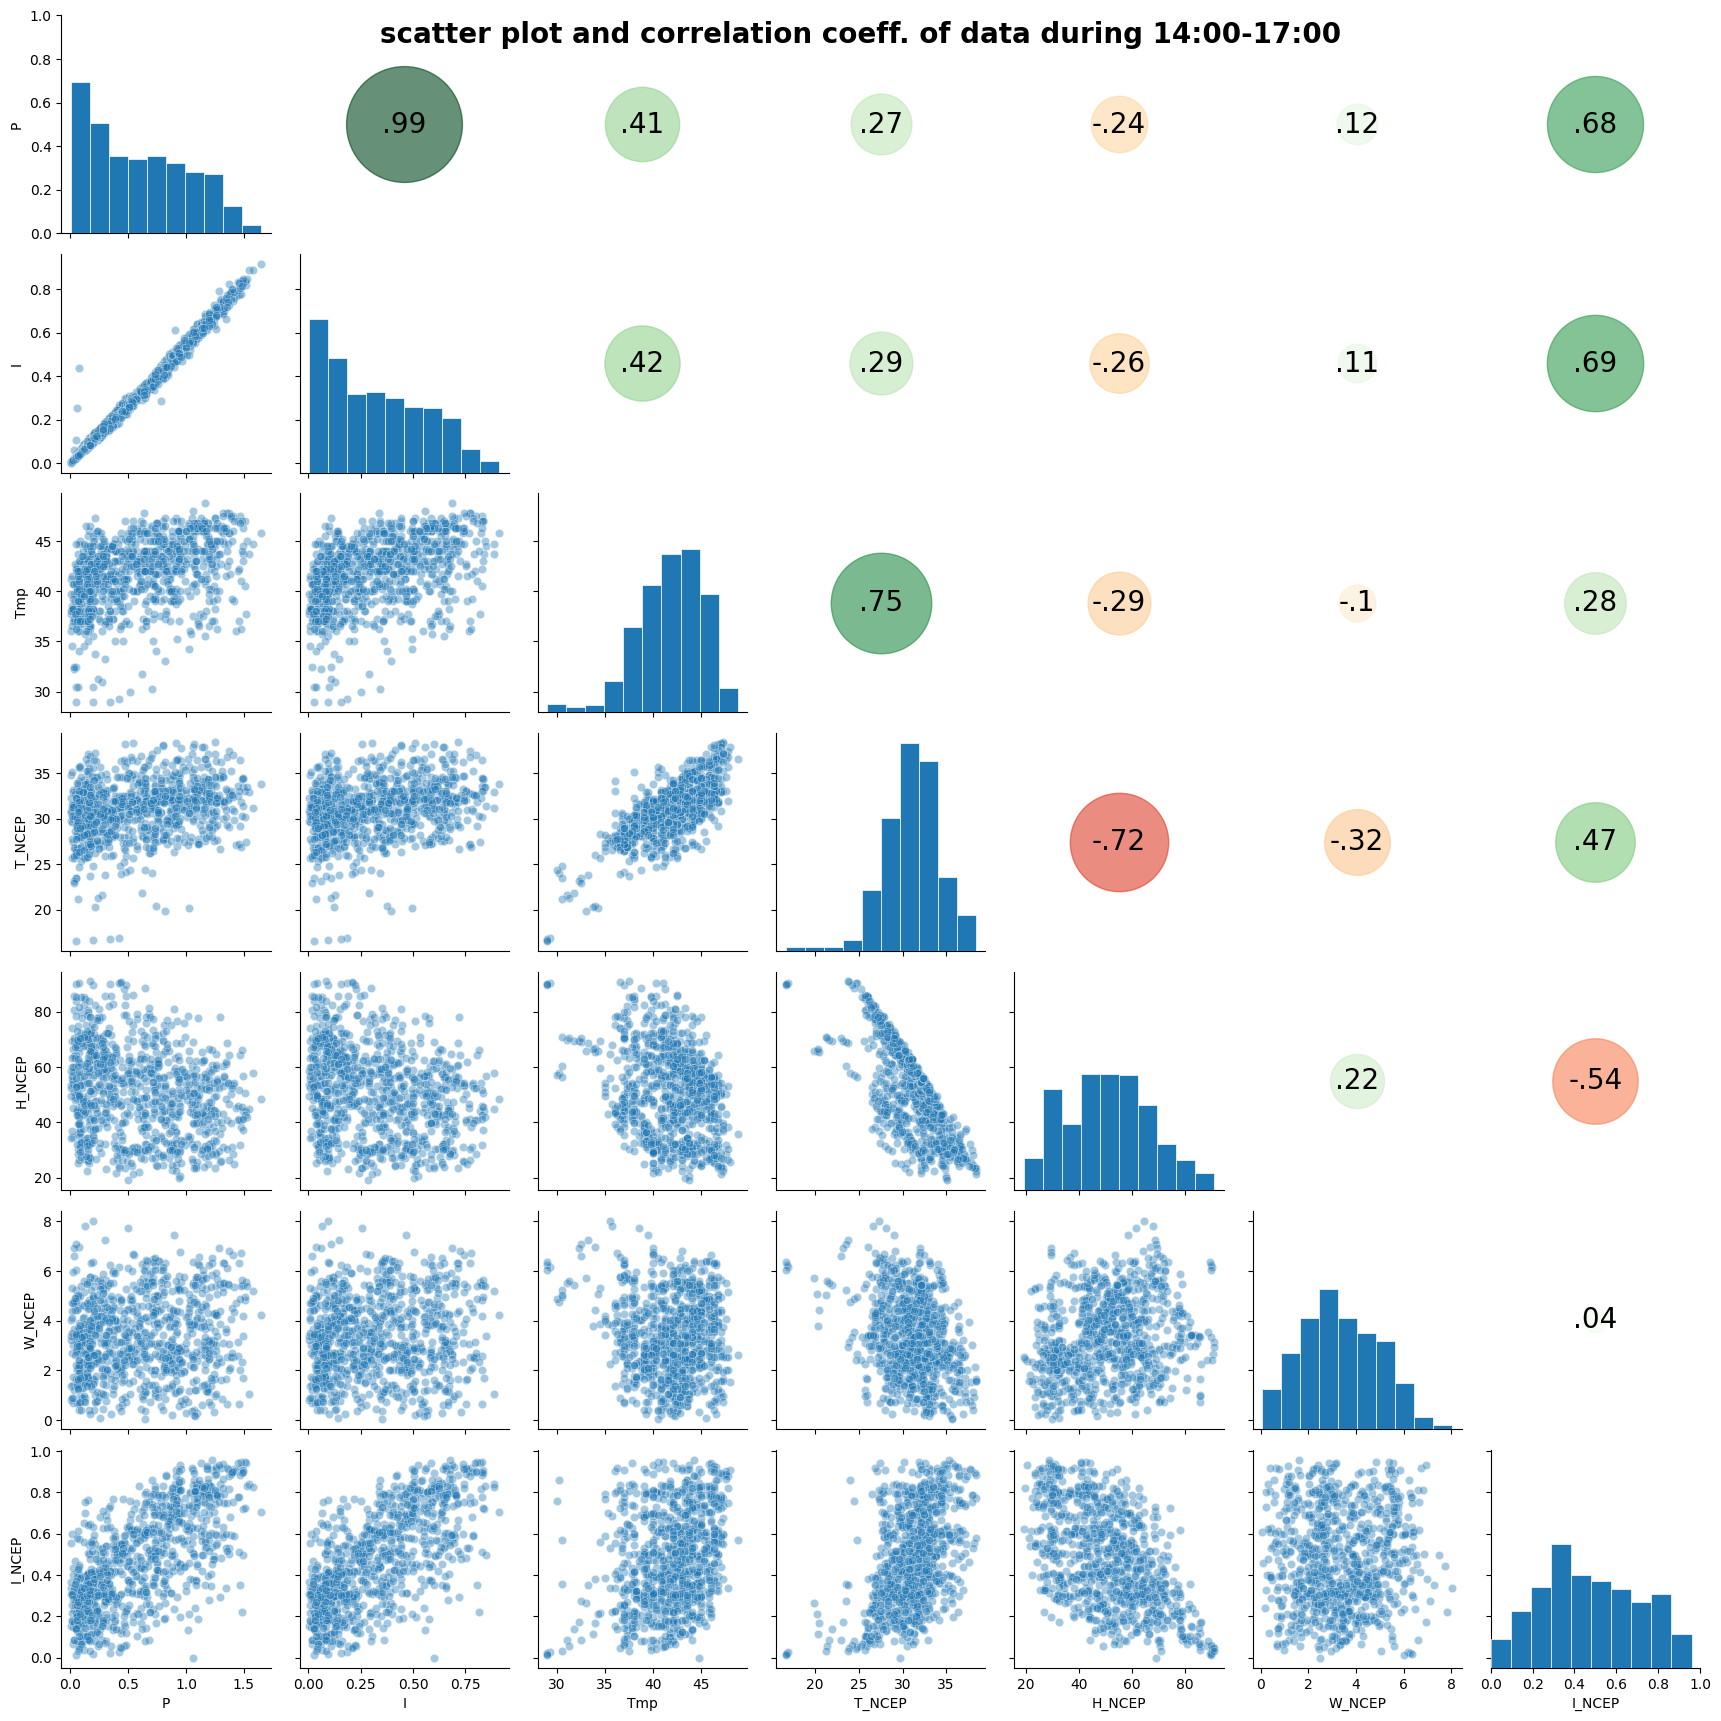 scatter plot and correlation coeff. of data during 14:00-17:00
1.0
0.8
0.6
0.4
0.2
0.0
P
.99
.41
.27
-.24
.12
.68
0.8
0.6
0.4
0.2
0.0
I
.42
.29
-.26
.11
.69
45
40
35
30
Tmp
.75
-.29
-.1
.28
35
30
25
20
T_NCEP
-.72
-.32
.47
80
60
40
20
H_NCEP
.22
-.54
8
6
4
2
0
W_NCEP
.04
1.0
0.8
0.6
0.4
0.2
0.0
I_NCEP
0.0 0.5 1.0 1.5
0.00 0.25 0.50 0.75
30 35 40 45
20 25 30 35
20 40 60 80
0 2 4 6 8
0.0 0.2 0.4 0.6 0.8 1.0
P
I
Tmp
T_NCEP
H_NCEP
W_NCEP
I_NCEP